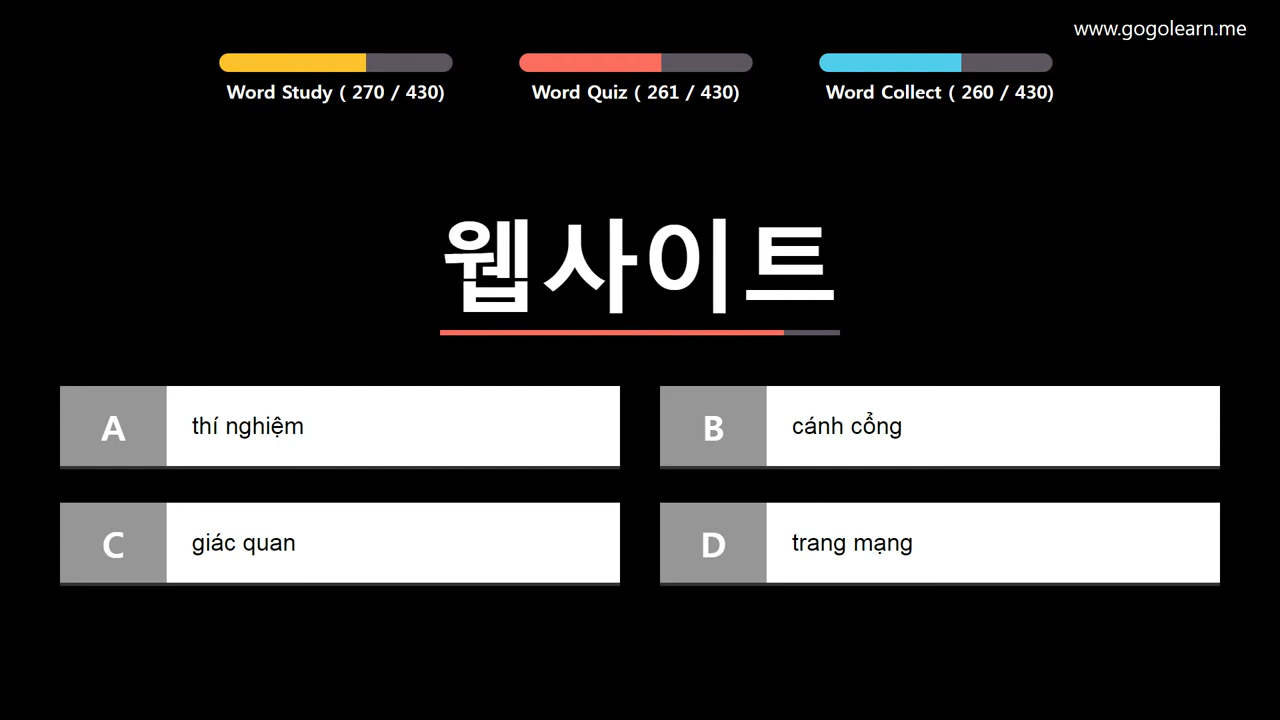 www.gogolearn.me
Word Study ( 270 / 430)
Word Quiz ( 261 / 430)
Word Collect ( 260 / 430)
웹사이트
A thí nghiệm
B cánh cổng
C giác quan
D trang mạng